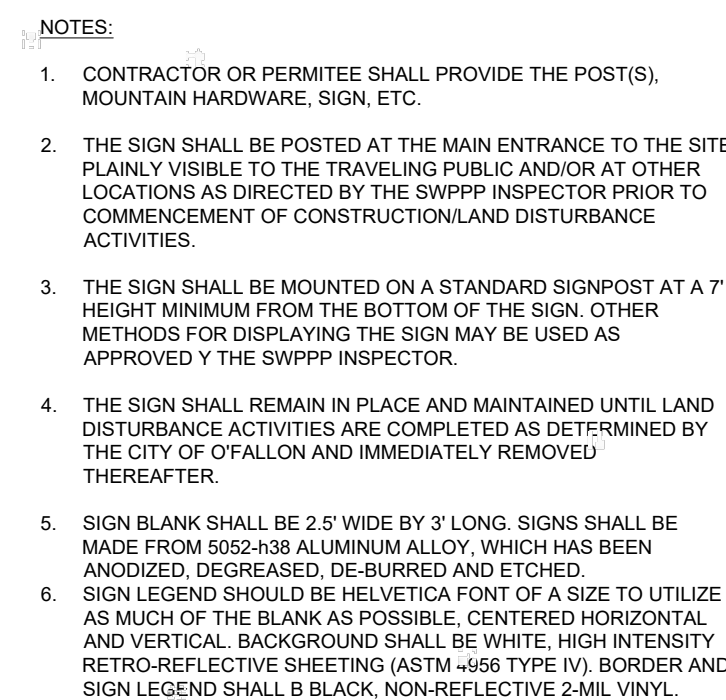 NOTES:
1. CONTRACTOR OR PERMITEE SHALL PROVIDE THE POST(S),
MOUNTAIN HARDWARE, SIGN, ETC.
2. THE SIGN SHALL BE POSTED AT THE MAIN ENTRANCE TO THE SITE
PLAINLY VISIBLE TO THE TRAVELING PUBLIC AND/OR AT OTHER
LOCATIONS AS DIRECTED BY THE SWPPP INSPECTOR PRIOR TO
COMMENCEMENT OF CONSTRUCTION/LAND DISTURBANCE
ACTIVITIES.
3. THE SIGN SHALL BE MOUNTED ON A STANDARD SIGNPOST AT A 7'
HEIGHT MINIMUM FROM THE BOTTOM OF THE SIGN. OTHER
METHODS FOR DISPLAYING THE SIGN MAY BE USED AS
APPROVED Y THE SWPPP INSPECTOR.
4. THE SIGN SHALL REMAIN IN PLACE AND MAINTAINED UNTIL LAND
DISTURBANCE ACTIVITIES ARE COMPLETED AS DETERMINED BY
THE CITY OF O'FALLON AND IMMEDIATELY REMOVED
THEREAFTER.
5. SIGN BLANK SHALL BE 2.5' WIDE BY 3' LONG. SIGNS SHALL BE
MADE FROM 5052-h38 ALUMINUM ALLOY, WHICH HAS BEEN
ANODIZED, DEGREASED, DE-BURRED AND ETCHED.
6. SIGN LEGEND SHOULD BE HELVETICA FONT OF A SIZE TO UTILIZE
AS MUCH OF THE BLANK AS POSSIBLE, CENTERED HORIZONTAL
AND VERTICAL. BACKGROUND SHALL BE WHITE, HIGH INTENSITY
RETRO-REFLECTIVE SHEETING (ASTM 4956 TYPE IV). BORDER AND
SIGN LEGEND SHALL B BLACK, NON-REFLECTIVE 2-MIL VINYL.